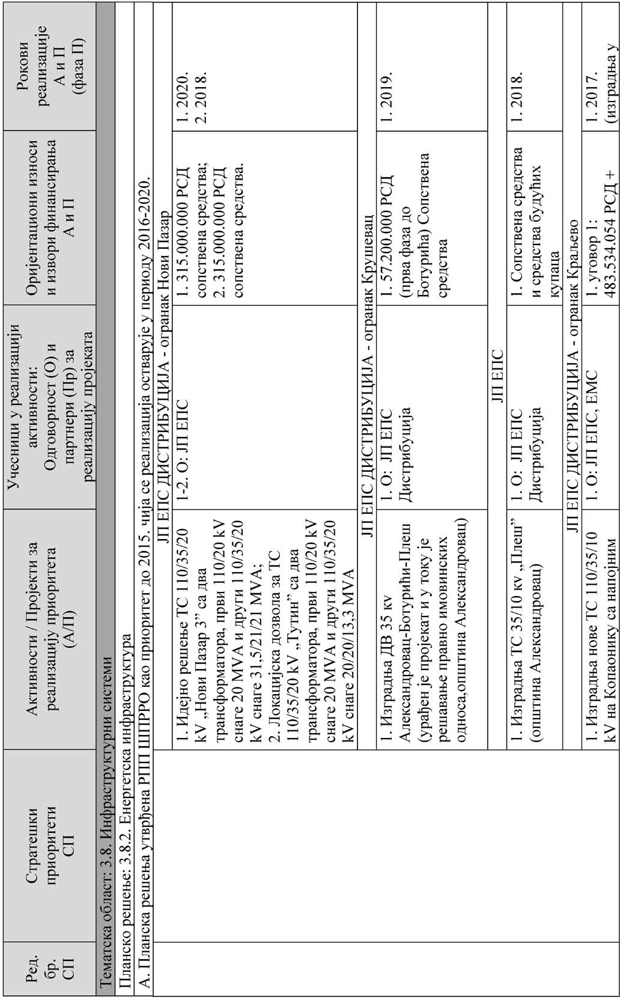 Ред.
бр.
СП
Стратешки
приоритети
СП
Активности / Пројекти за
реализацију приоритета
(А/П)
Учесници у реализацији
активности:
Одговорност (О) и
партнери (Пр) за
реализацију пројеката
Оријентациони износи
и извори финансирања
А и П
Рокови
реализације
А и П
(фаза П)
Тематска област: 3.8. Инфраструктурни системи
Планско решење: 3.8.2. Енергетска инфраструктура
А. Планска решења утврђена РПП ШПРРО као приоритет до 2015. чија се реализација остварује у периоду 2016-2020.
ЈП ЕПС ДИСТРИБУЦИЈА - огранак Нови Пазар
1. Идејно решење ТС 110/35/20
kV „Нови Пазар 3” са два
трансформатора, први 110/20 kV
снаге 20 MVA и други 110/35/20
kV снаге 31,5/21/21 MVA;
2. Локацијска дозвола за ТС
110/35/20 kV „Тутин” са два
трансформатора, први 110/20 kV
снаге 20 MVA и други 110/35/20
kV снаге 20/20/13,3 MVA
1-2. О: ЈП ЕПС
1. 315.000.000 РСД
сопствена средства;
2. 315.000.000 РСД
сопствена средства.
1. 2020.
2. 2018.
ЈП ЕПС ДИСТРИБУЦИЈА - огранак Крушевац
1. Изградња ДВ 35 кv
Александровац-Ботурићи-Плеш
(урађен је пројекат и у току је
решавање правно имовинских
односа,општина Александровац)
1. О: ЈП ЕПС
Дистрибуција
1. 57.200.000 РСД
(прва фаза до
Ботурића) Сопствена
средства
1. 2019.
ЈП ЕПС
1. Изградња ТС 35/10 кv „Плеш”
(општина Александровац)
1. О: ЈП ЕПС
Дистрибуција
1. Сопствена средства
и средства будућих
купаца
1. 2018.
ЈП ЕПС ДИСТРИБУЦИЈА - огранак Краљево
1. Изградња нове ТС 110/35/10
kV на Копаонику са напојним
1. О: ЈП ЕПС, ЕМС
1. уговор 1:
483.534.054 РСД +
1. 2017.
(изградња у